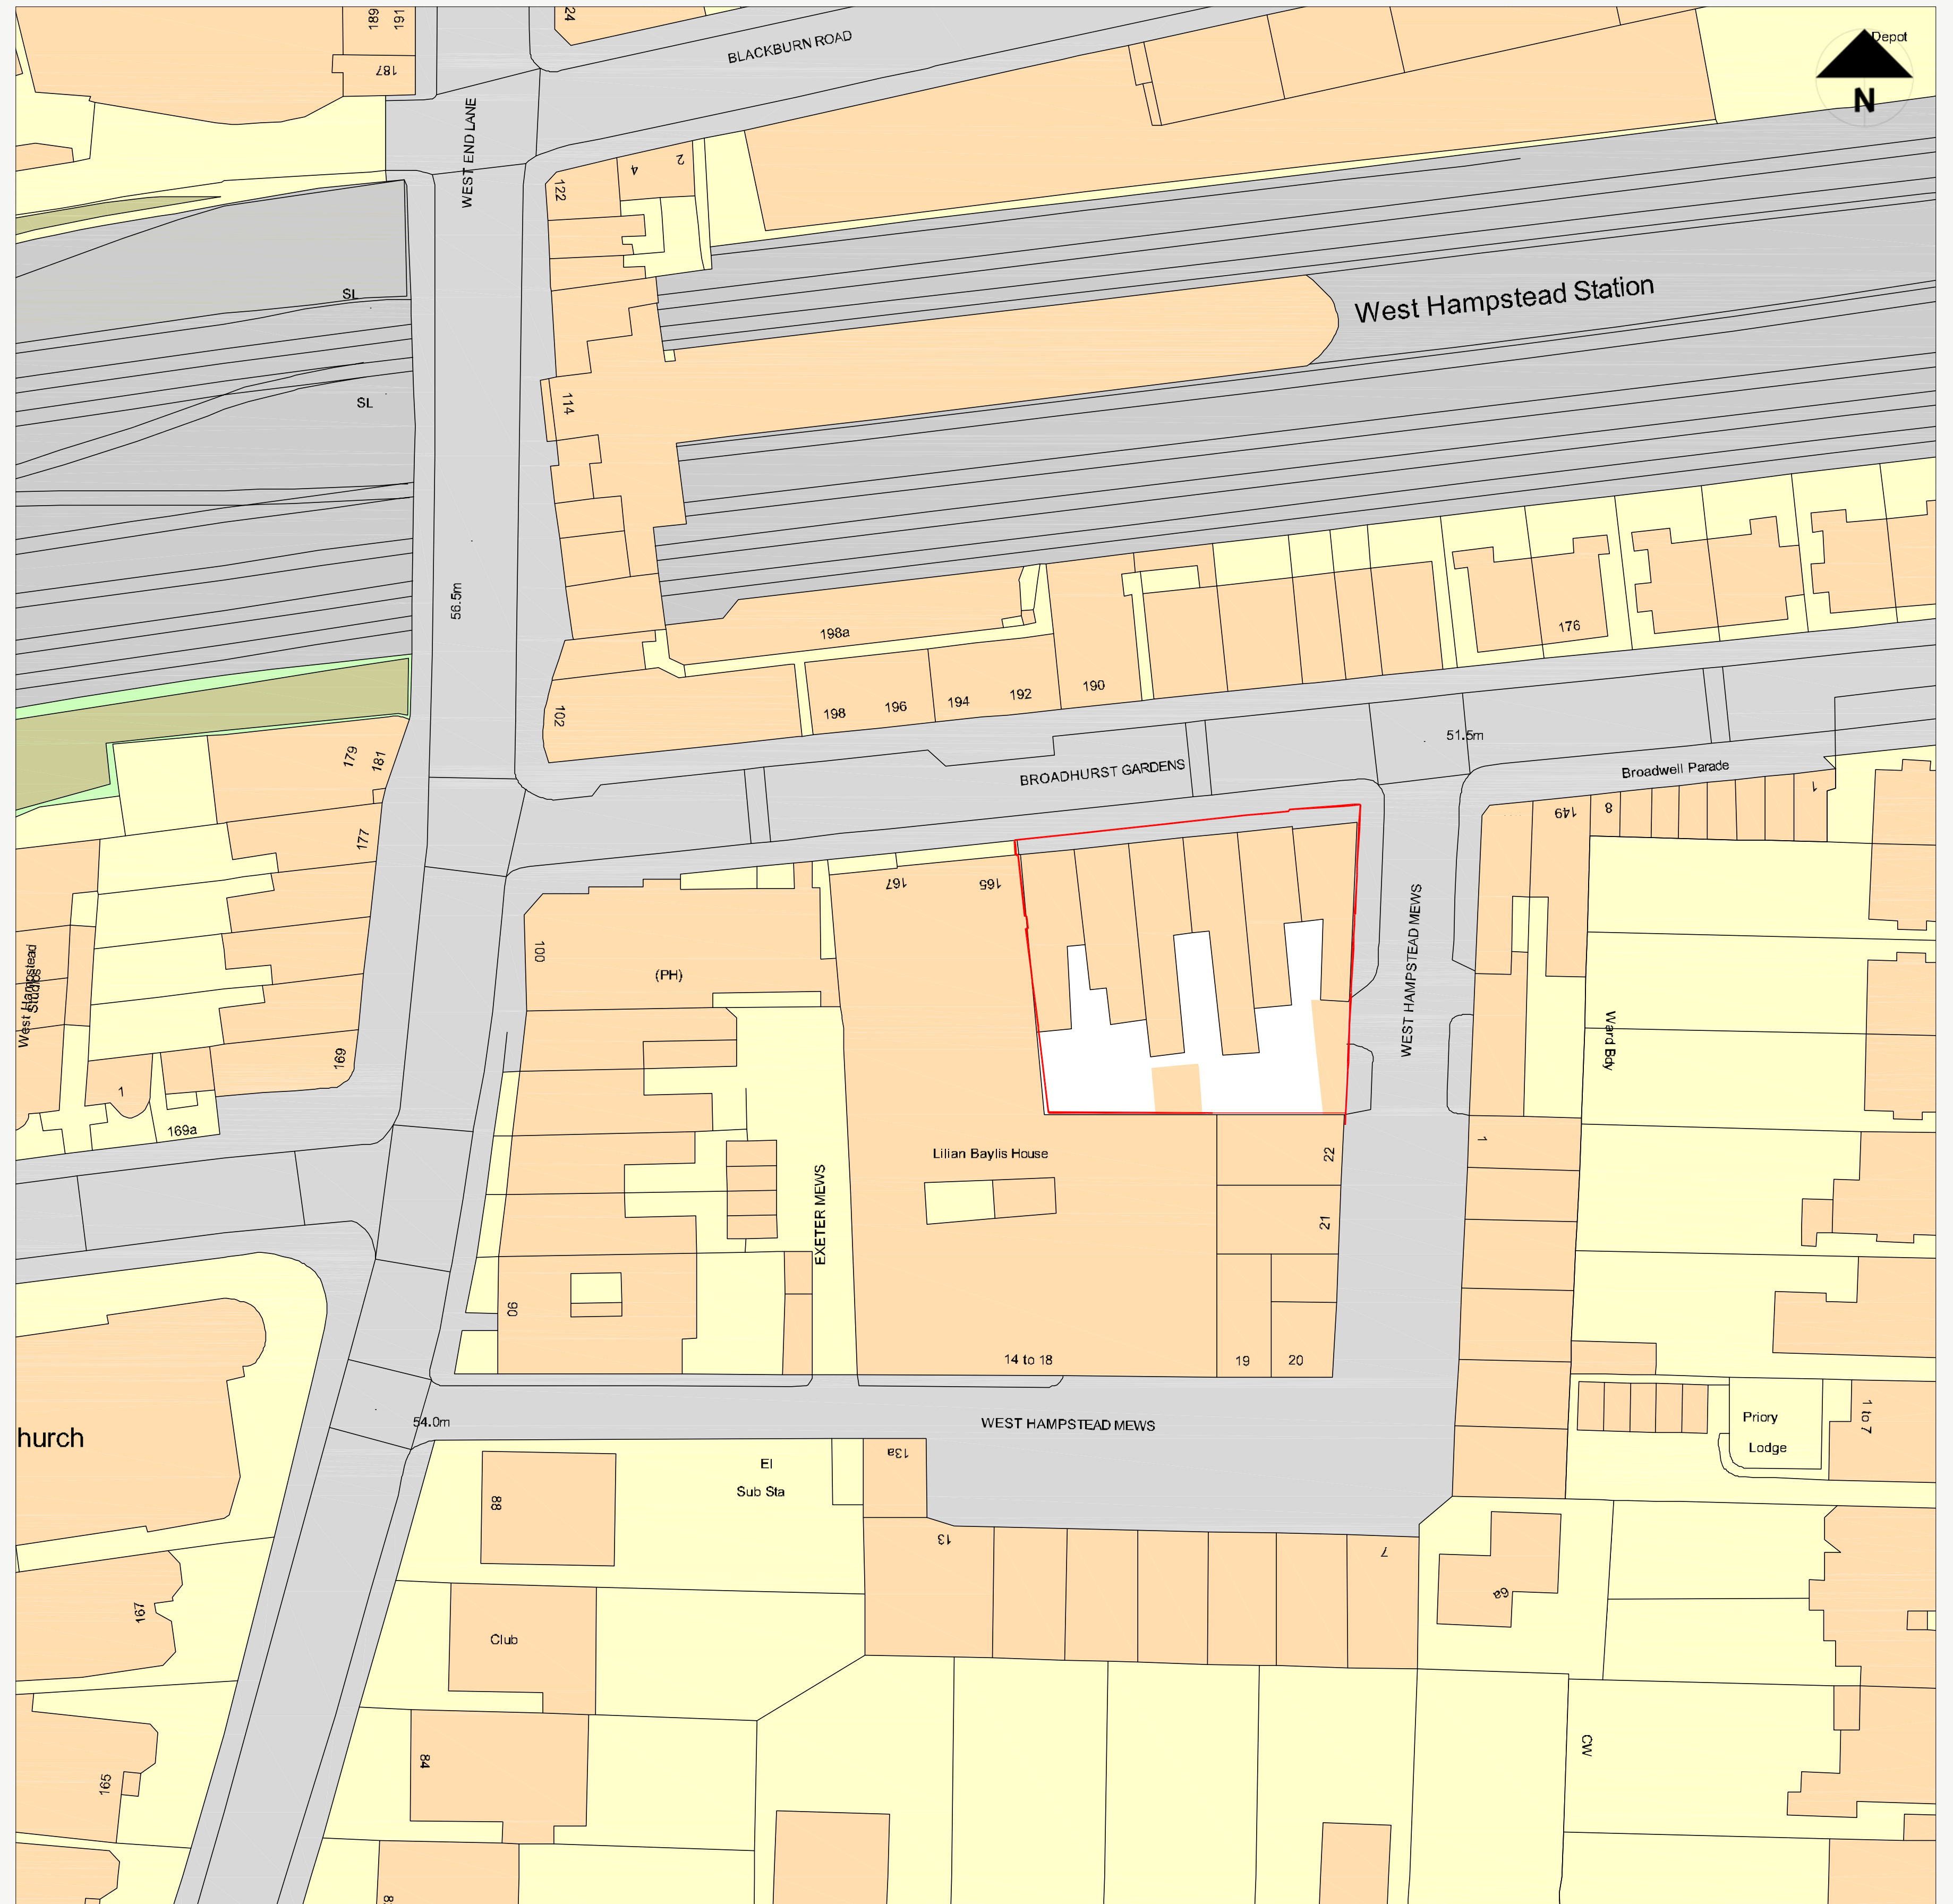 189
191
24
187
BLACKBURN ROAD
Depot
N
WEST END LANE
122
4
2
SL
West Hampstead Station
SL
114
56.5m
198a
176
102
198
196
194
192
190
179
181
177
51.5m
BROADHURST GARDENS
Broadwell Parade
149
8
1
167
165
100
(PH)
WEST HAMPSTEAD MEWS
West Hampstead
Studios
169
1
169a
Ward Bdy
Lilian Baylis House
22
21
1
EXETER MEWS
90
14 to 18
19
20
54.0m
WEST HAMPSTEAD MEWS
hurch
Priory
Lodge
1 to 7
El
Sub Sta
13a
88
13
7
6a
167
Club
84
165
CW
8